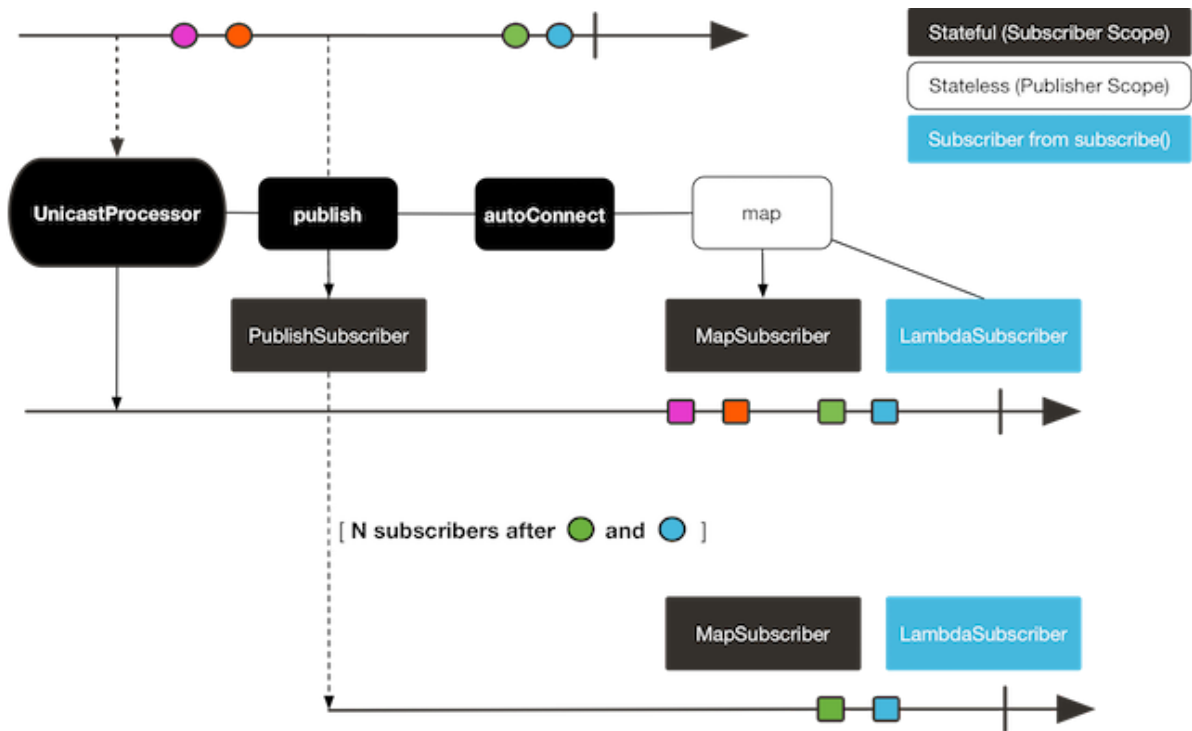 Stateful (Subscriber Scope)
Stateless (Publisher Scope)
Subscriber from subscribe()
UnicastProcessor
publish
autoConnect
map
PublishSubscriber
MapSubscriber
LambdaSubscriber
[ N subscribers after and ]
MapSubscriber
LambdaSubscriber